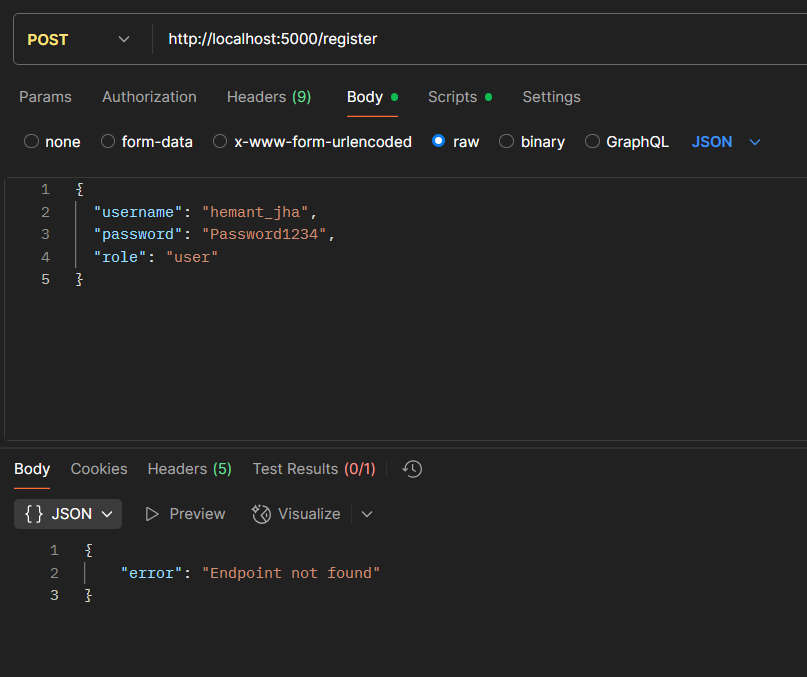 POST http://localhost:5000/register
Params Authorization Headers (9) Body Scripts Settings
none form-data x-www-form-urlencoded raw binary GraphQL JSON
1 {
2 "username": "hemant_jha",
3 "password": "Password1234",
4 "role": "user"
5 }
Body Cookies Headers (5) Test Results (0/1)
{} JSON Preview Visualize
1 {
2 "error": "Endpoint not found"
3 }